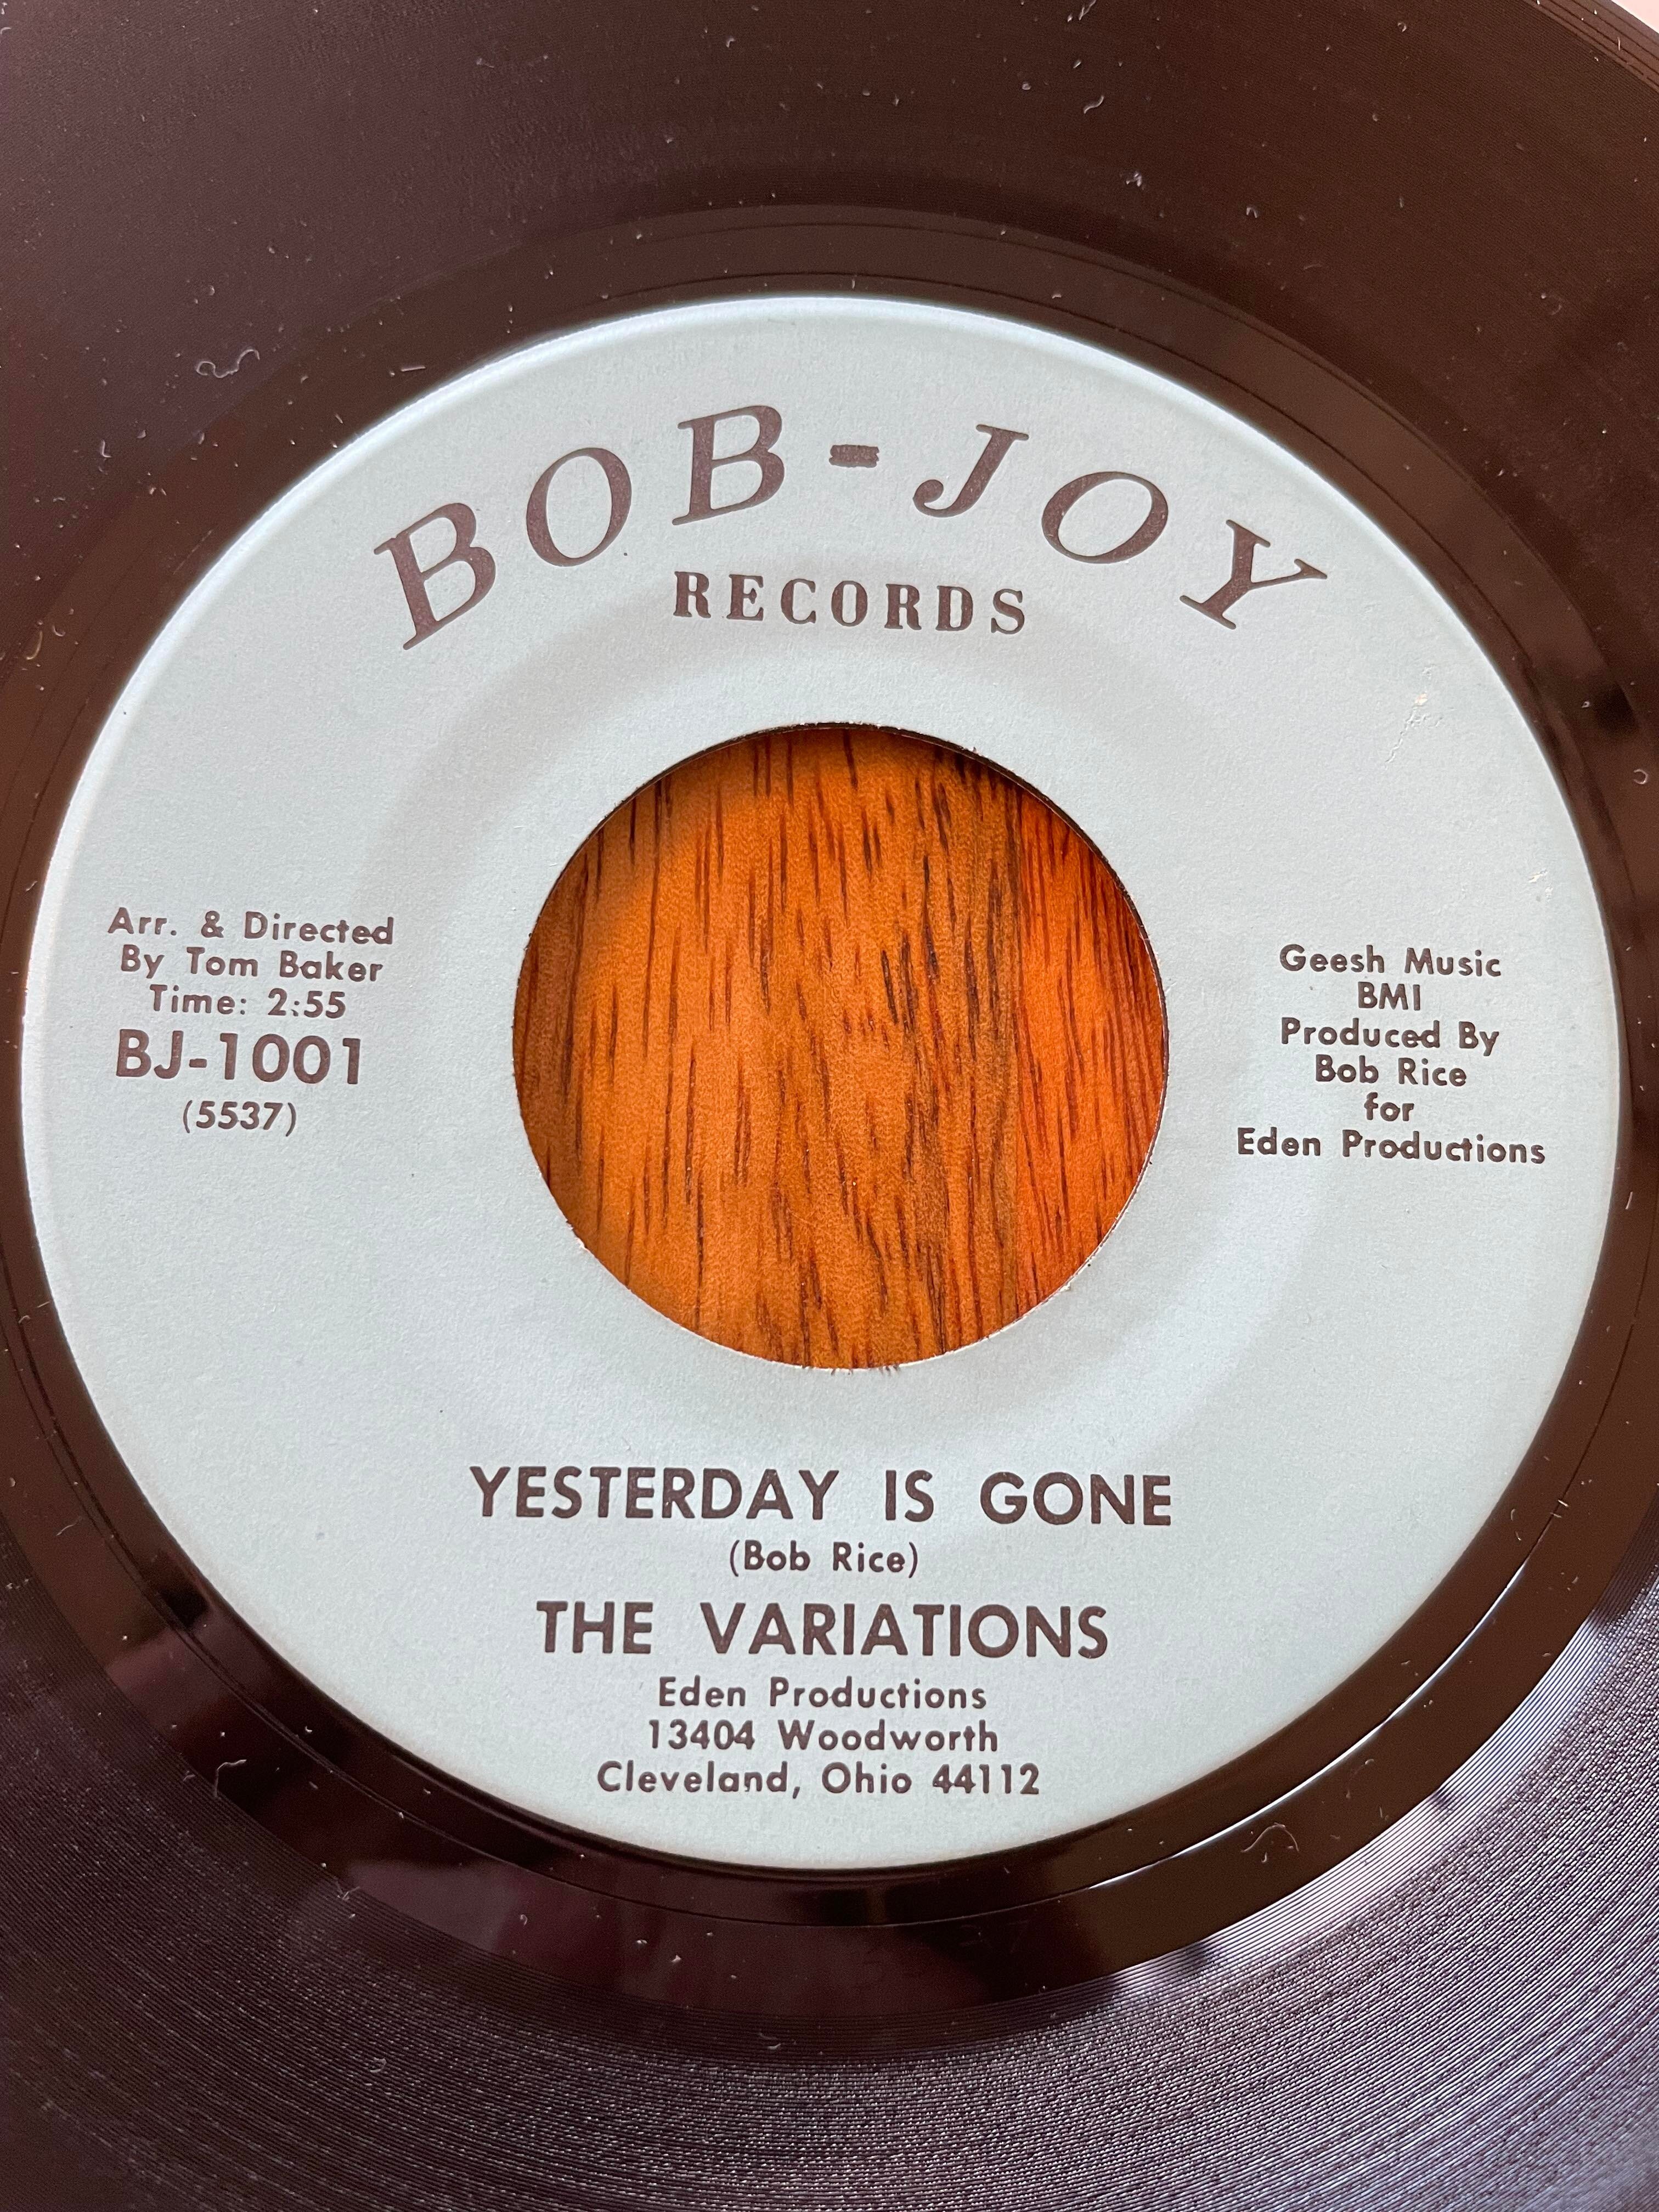 BOB-JOY
RECORDS
Arr. & Directed
By Tom Baker
Time: 2:55
BJ-1001
(5537)
Geesh Music
BMI
Produced By
Bob Rice
for
Eden Productions
YESTERDAY IS GONE
(Bob Rice)
THE VARIATIONS
Eden Productions
13404 Woodworth
Cleveland, Ohio 44112